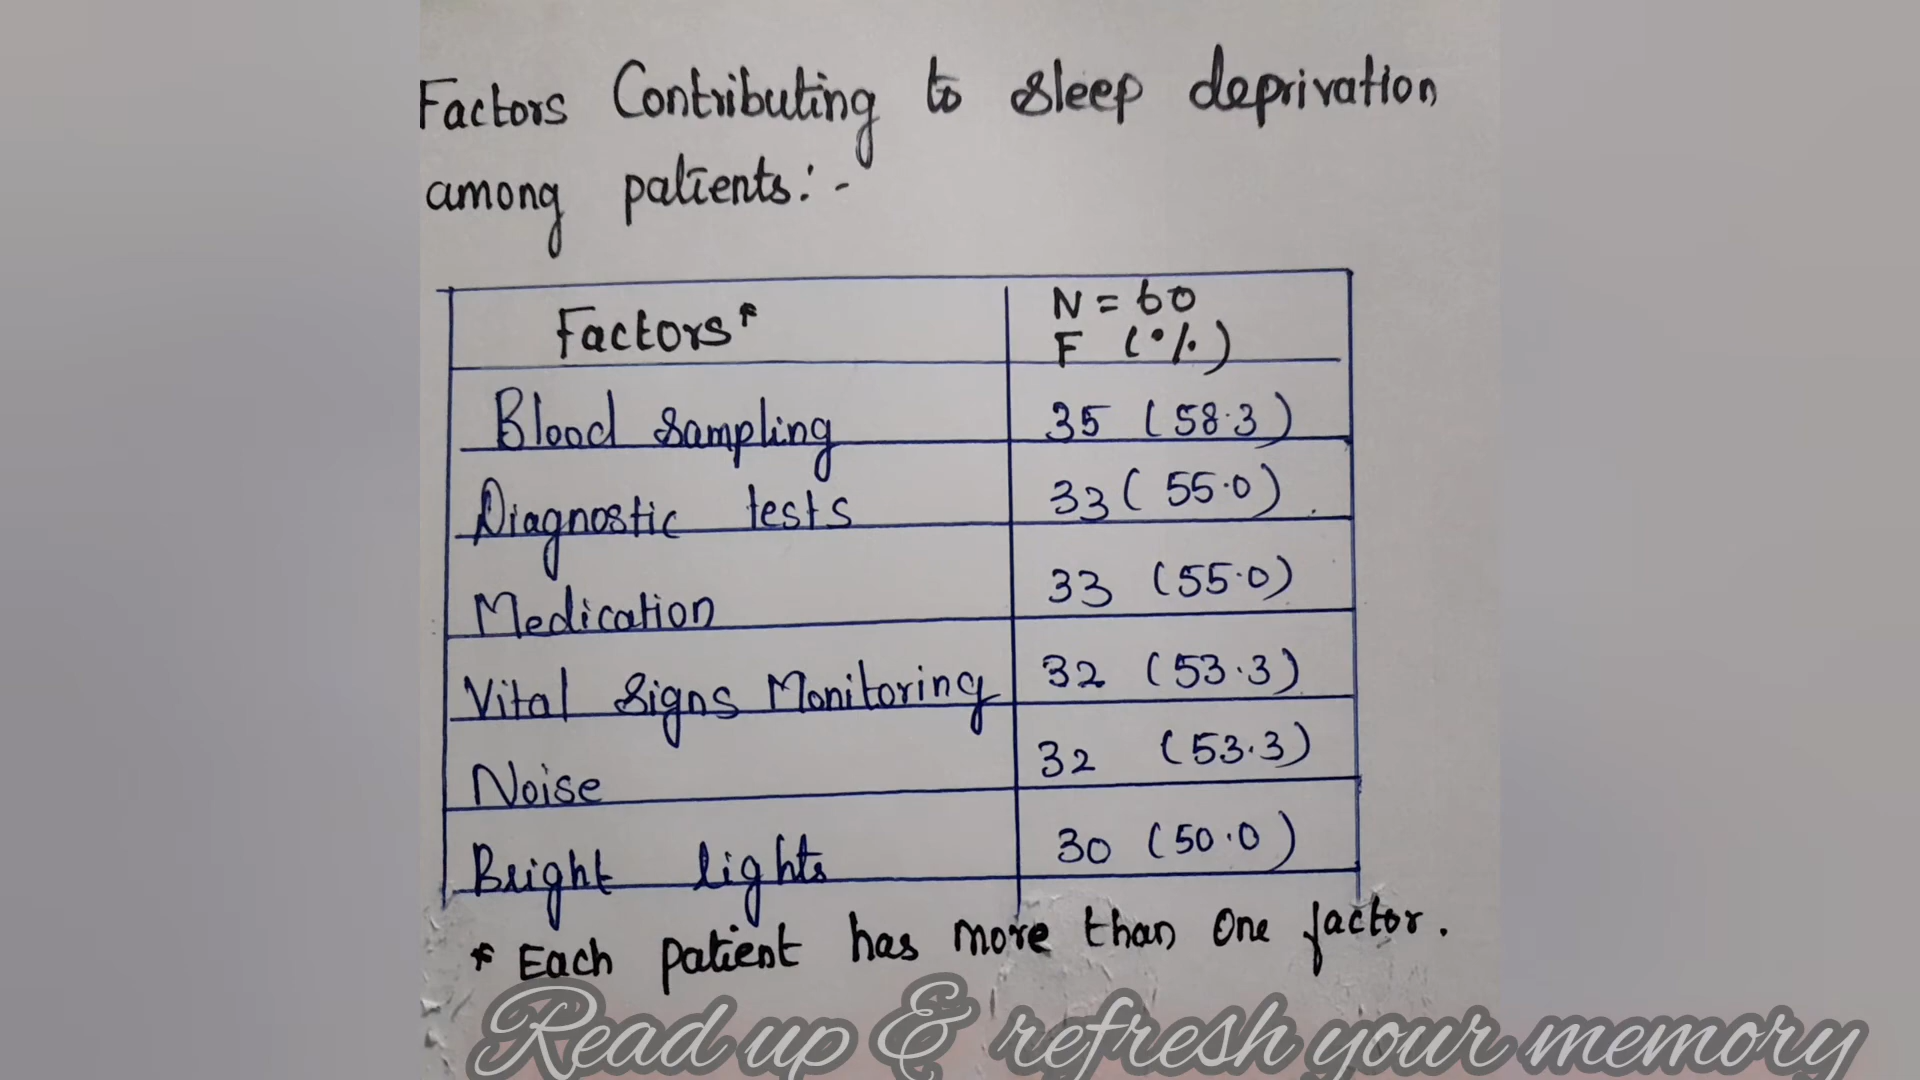 Factors Contributing to sleep deprivation
among patients:-
Factors*
N = 60
F (%)
Blood sampling 35 (58.3)
Diagnostic tests 33 (55.0)
Medication 33 (55.0)
Vital Signs Monitoring 32 (53.3)
Noise 32 (53.3)
Bright lights 30 (50.0)
* Each patient has more than one factor.
Read up & refresh your memory